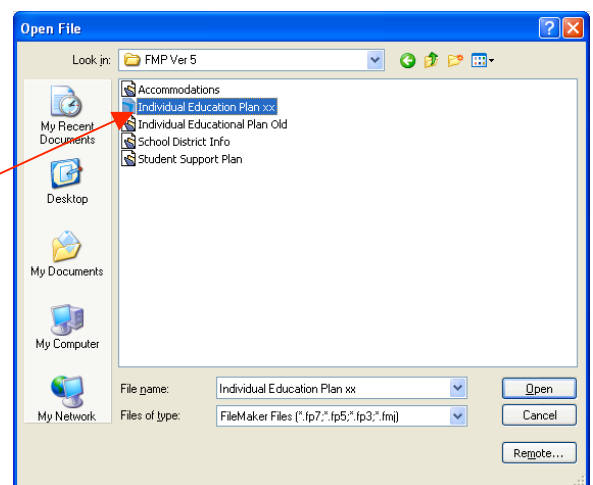 Open File
Look in: FMP Ver 5
Accommodations
Individual Education Plan xx
Individual Educational Plan Old
School District Info
Student Support Plan
My Recent
Documents
Desktop
My Documents
My Computer
My Network
File name: Individual Education Plan xx Open
Files of type: FileMaker Files (*.fp7;*.fp5;*.fp3;*.fmj) Cancel
Remote...